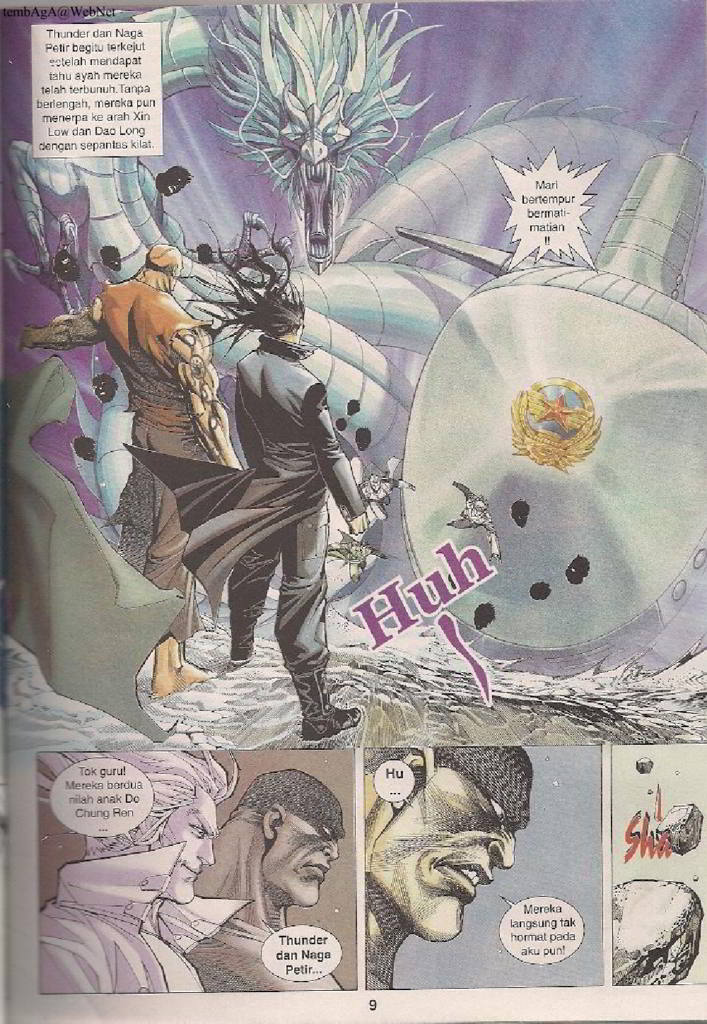 tembAgA@WebNet
Thunder dan Naga
Petir begitu terkejut
setelah mendapat
tahu ayah mereka
telah terbunuh.Tanpa
berlengah, meraka pun
menerpa ke arah Xin
Low dan Dao Long
dengan sepantas kilat.
Mari
bertempur
bermati-
matian
!!
Huh
Tok guru!
Mereka berdua
nilah anak Do
Chung Ren
...
Thunder
dan Naga
Petir...
Hu
...
Mereka
langsung tak
hormat pada
aku pun!
Sha
9